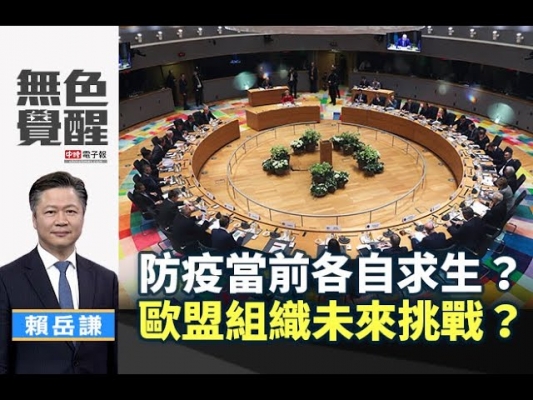 無色
覺醒
中時電子報
賴岳謙
防疫當前各自求生？
歐盟組織未來挑戰？